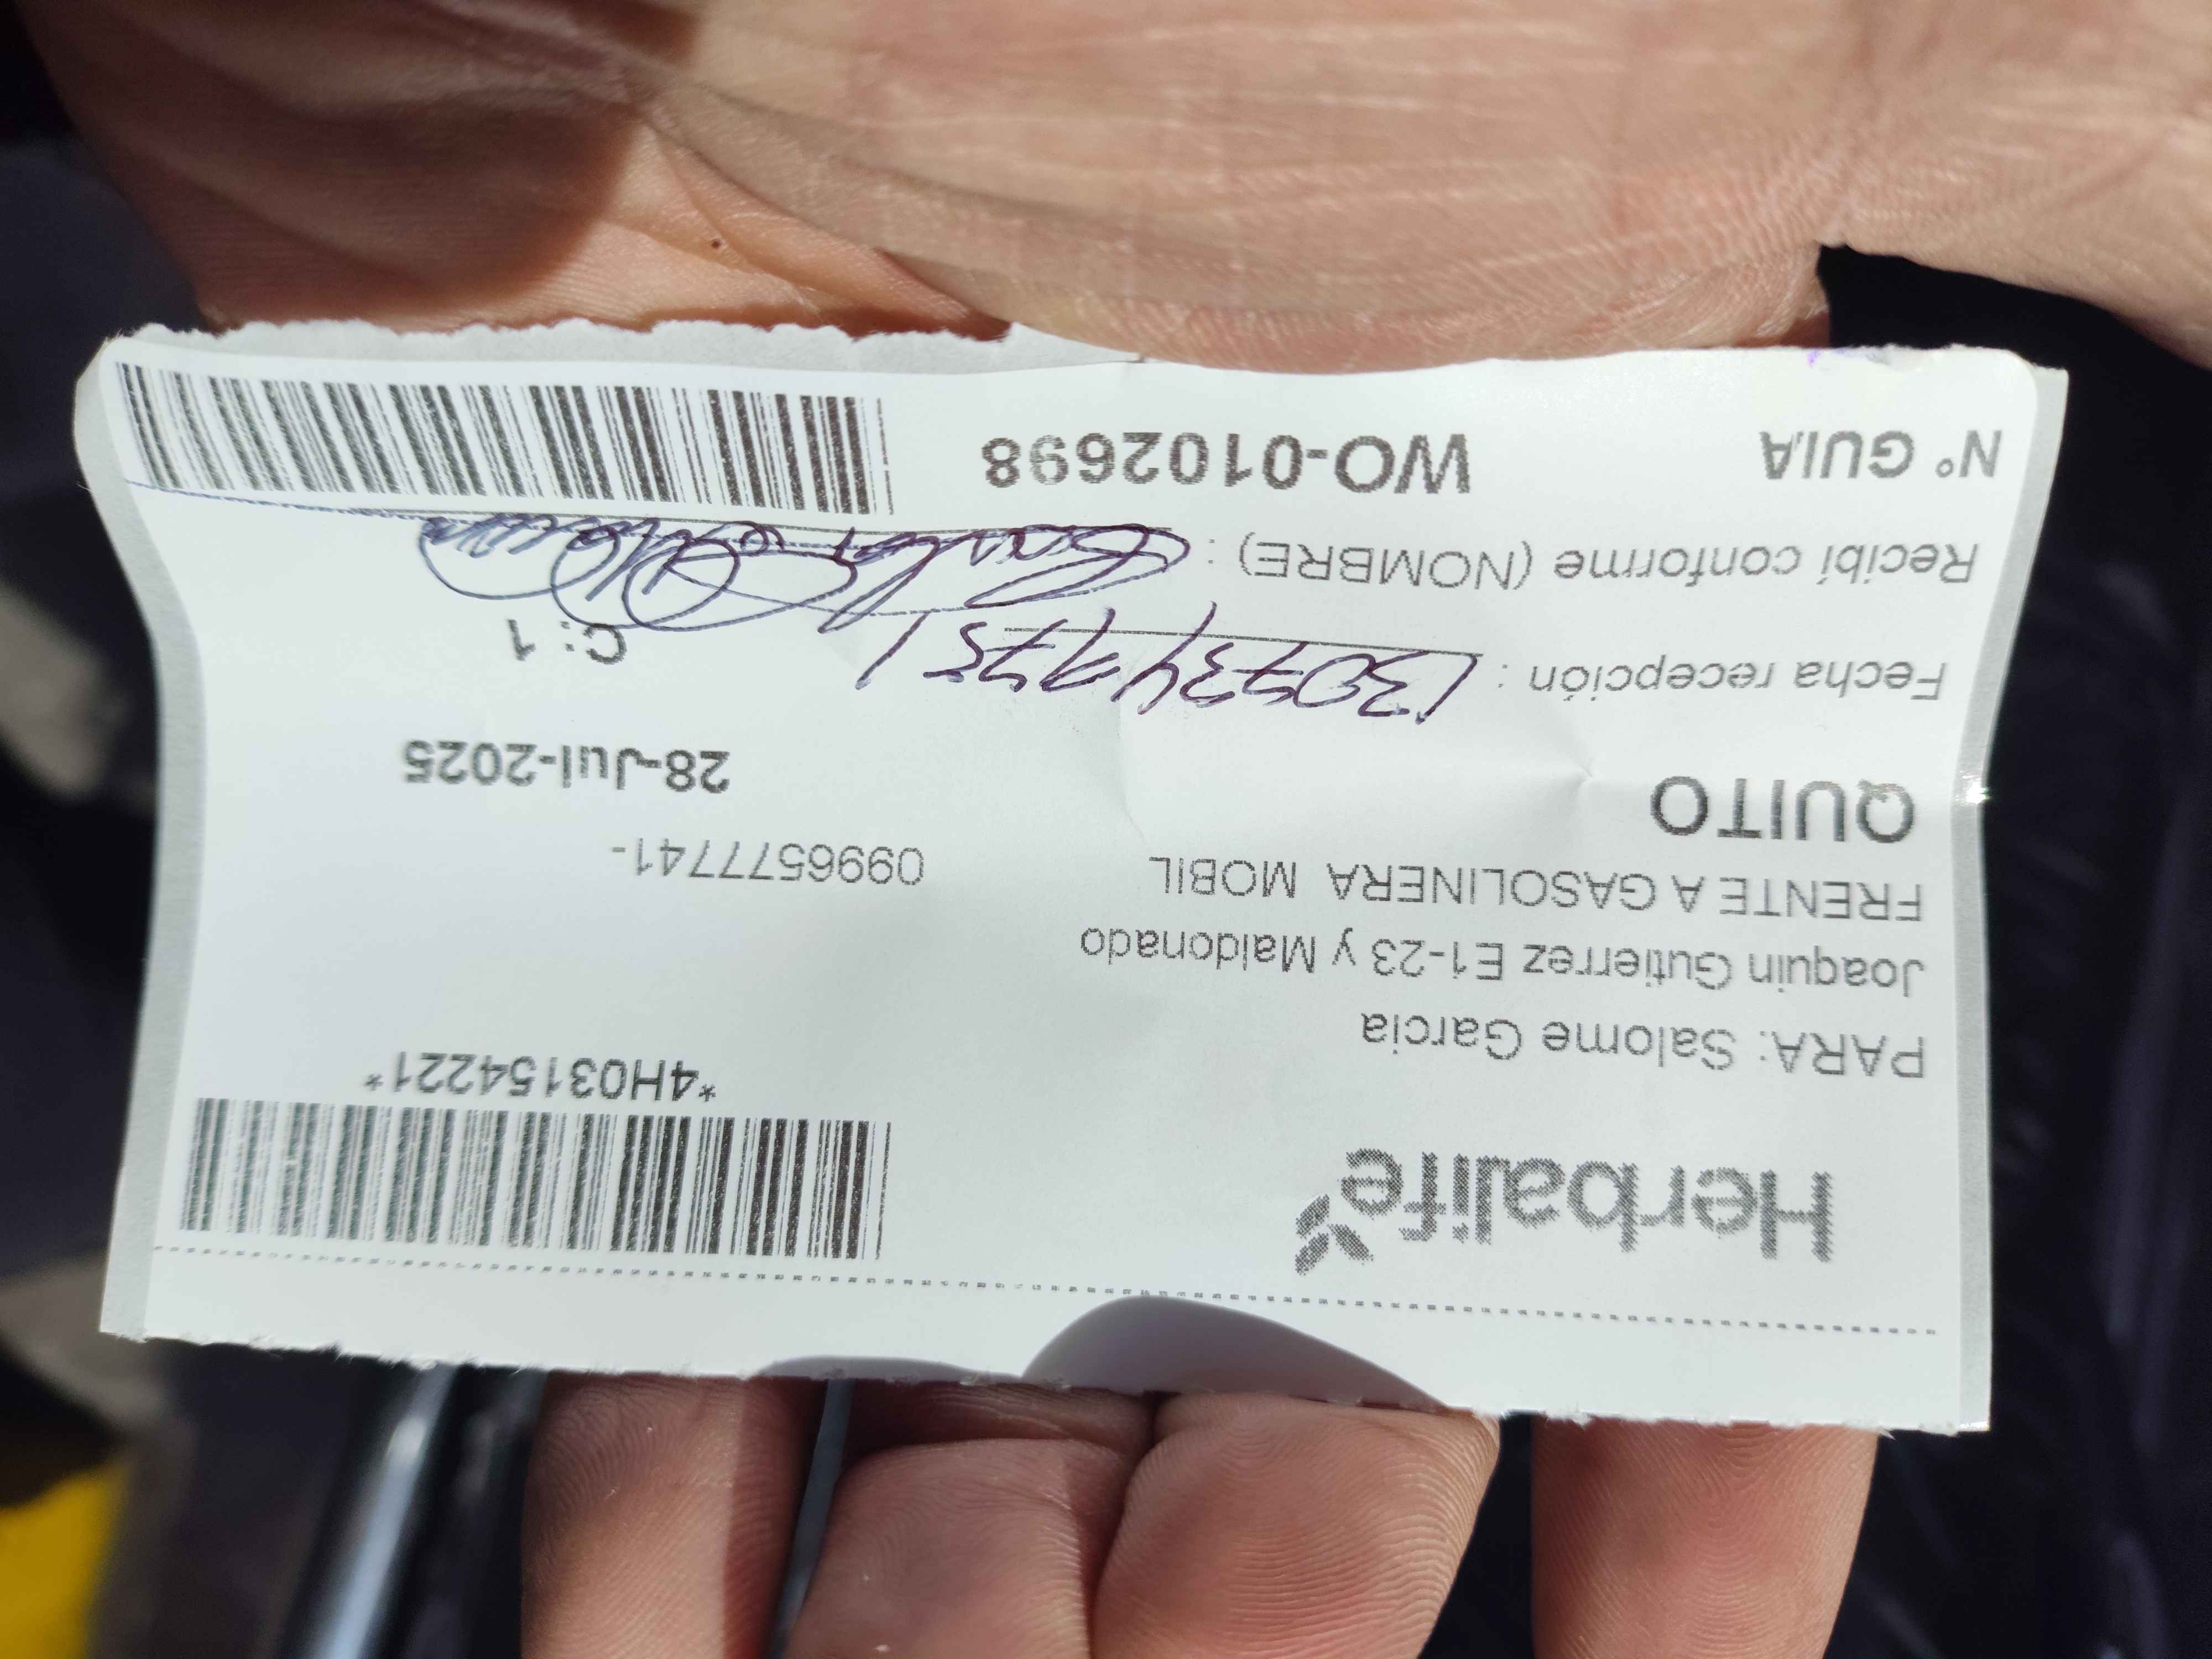 Herbalife
*4H03154221*
PARA: Salome Garcia
Joaquin Gutierrez E1-23 y Maldonado
FRENTE A GASOLINERA MOBIL 0996577741-
QUITO 28-Jul-2025
Fecha recepción :
C: 1
Recibí conforme (NOMBRE) : Carlos
N° GUIA WO-0102698